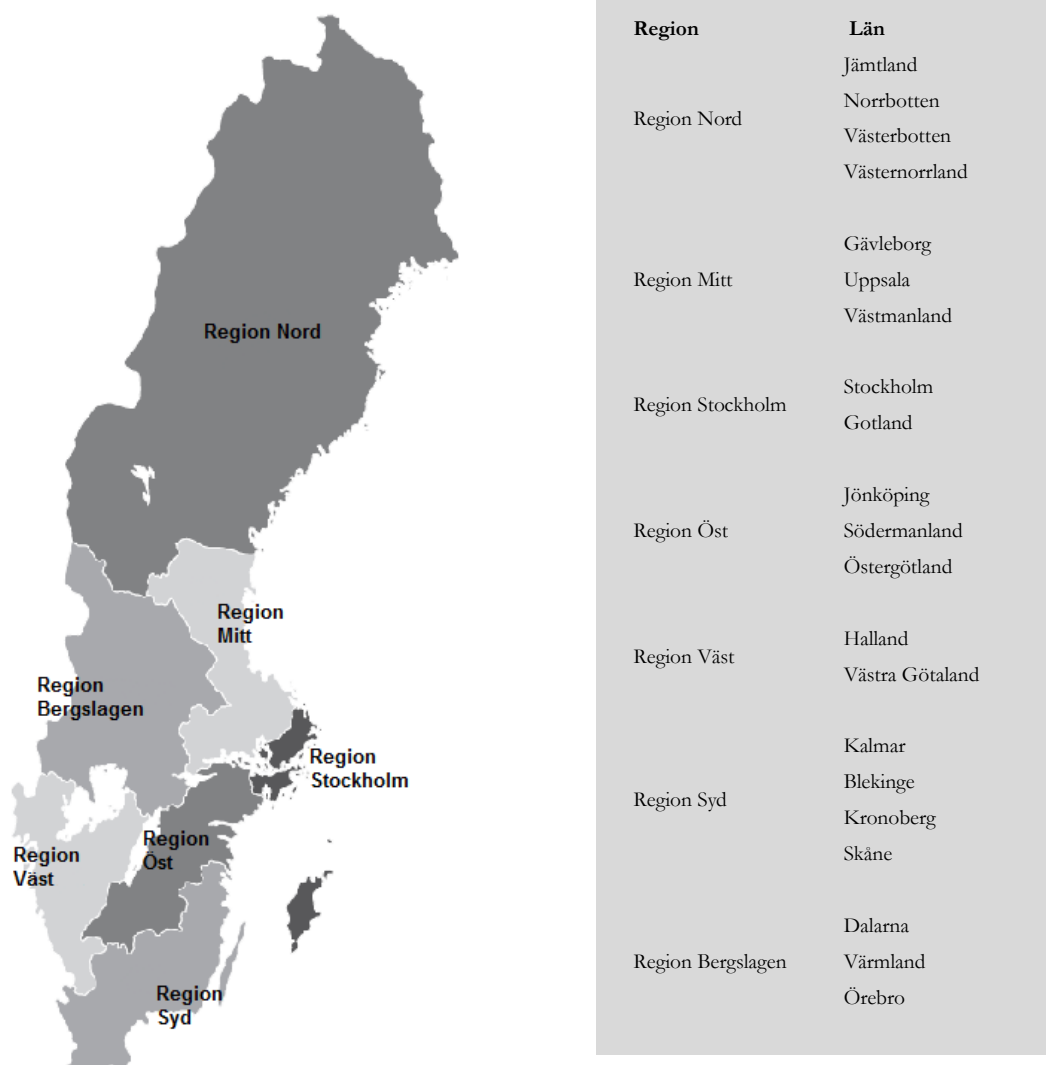 Region Nord
Region
Mitt
Region
Bergslagen
Region
Stockholm
Region
Öst
Region
Väst
Region
Syd
Region Län
Jämtland
Norrbotten
Region Nord
Västerbotten
Västernorrland
Gävleborg
Region Mitt Uppsala
Västmanland
Stockholm
Region Stockholm
Gotland
Jönköping
Region Öst Södermanland
Östergötland
Halland
Region Väst
Västra Götaland
Kalmar
Blekinge
Region Syd
Kronoberg
Skåne
Dalarna
Region Bergslagen Värmland
Örebro